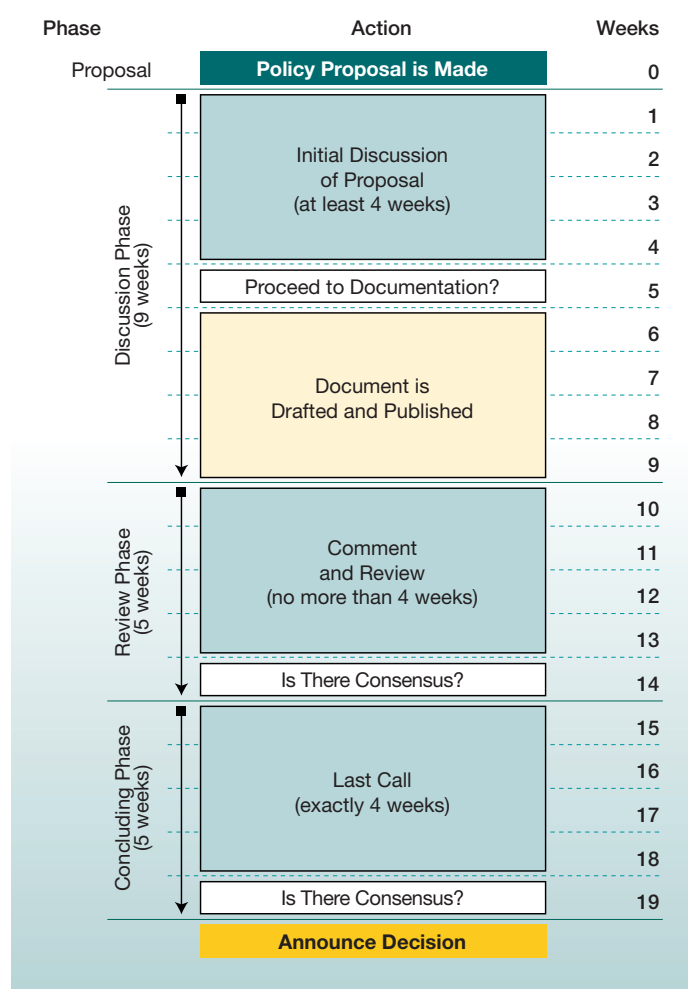 Phase Action Weeks
Proposal Policy Proposal is Made 0
Discussion Phase
(9 weeks)
1
Initial Discussion
of Proposal
(at least 4 weeks)
2
3
4
Proceed to Documentation? 5
6
Document is
Drafted and Published
7
8
9
Review Phase
(5 weeks)
10
Comment
and Review
(no more than 4 weeks)
11
12
13
Is There Consensus? 14
Concluding Phase
(5 weeks)
15
Last Call
(exactly 4 weeks)
16
17
18
Is There Consensus? 19
Announce Decision